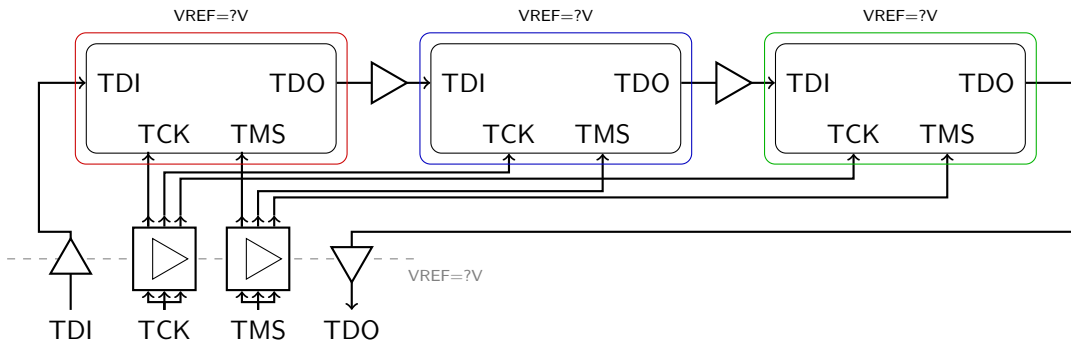 VREF=?V VREF=?V VREF=?V
TDI TDO TDI TDO TDI TDO
TCK TMS TCK TMS TCK TMS
VREF=?V
TDI TCK TMS TDO